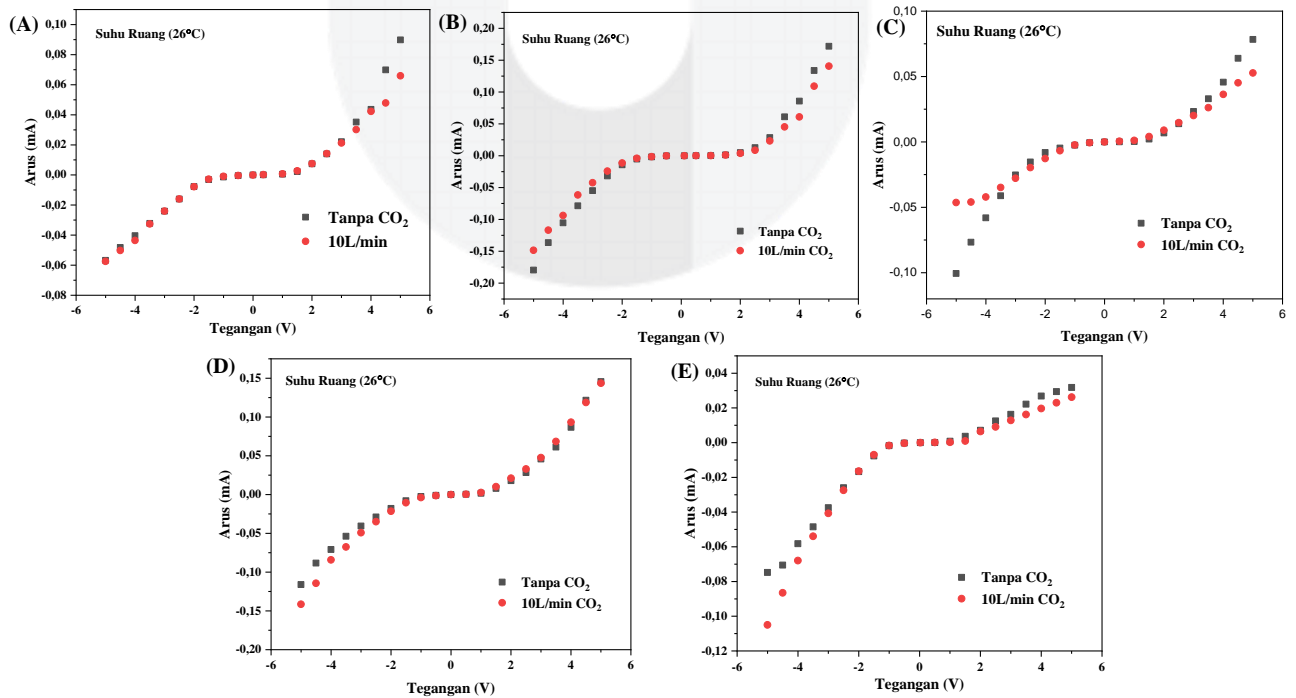 (A)
Suhu Ruang (26°C)
0,10
0,08
0,06
0,04
0,02
0,00
-0,02
-0,04
-0,06
-0,08
Arus (mA)
Tanpa CO₂
10L/min
-6 -4 -2 0 2 4 6
Tegangan (V)
(B)
Suhu Ruang (26°C)
0,20
0,15
0,10
0,05
0,00
-0,05
-0,10
-0,15
-0,20
Arus (mA)
Tanpa CO₂
10L/min CO₂
-6 -4 -2 0 2 4 6
Tegangan (V)
(C)
Suhu Ruang (26°C)
0,10
0,05
0,00
-0,05
-0,10
Arus (mA)
Tanpa CO₂
10L/min CO₂
-6 -4 -2 0 2 4 6
Tegangan (V)
(D)
Suhu Ruang (26°C)
0,15
0,10
0,05
0,00
-0,05
-0,10
-0,15
-0,20
Arus (mA)
Tanpa CO₂
10L/min CO₂
-6 -4 -2 0 2 4 6
Tegangan (V)
(E)
Suhu Ruang (26°C)
0,04
0,02
0,00
-0,02
-0,04
-0,06
-0,08
-0,10
-0,12
Arus (mA)
Tanpa CO₂
10L/min CO₂
-6 -4 -2 0 2 4 6
Tegangan (V)